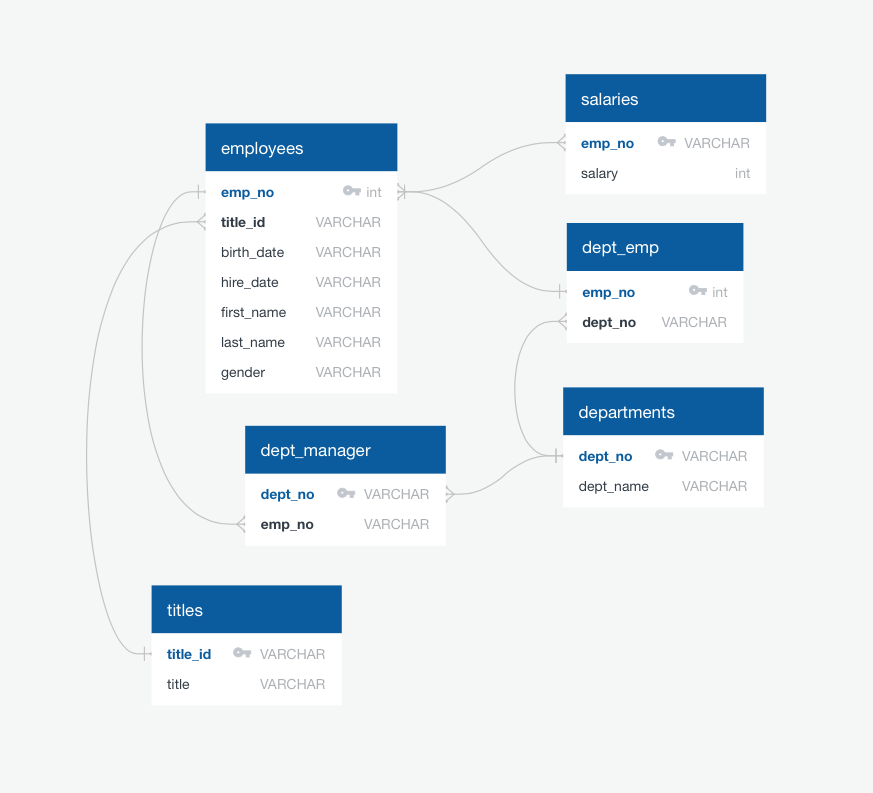 employees
emp_no int
title_id VARCHAR
birth_date VARCHAR
hire_date VARCHAR
first_name VARCHAR
last_name VARCHAR
gender VARCHAR
salaries
emp_no VARCHAR
salary int
dept_emp
emp_no int
dept_no VARCHAR
departments
dept_no VARCHAR
dept_name VARCHAR
dept_manager
dept_no VARCHAR
emp_no VARCHAR
titles
title_id VARCHAR
title VARCHAR